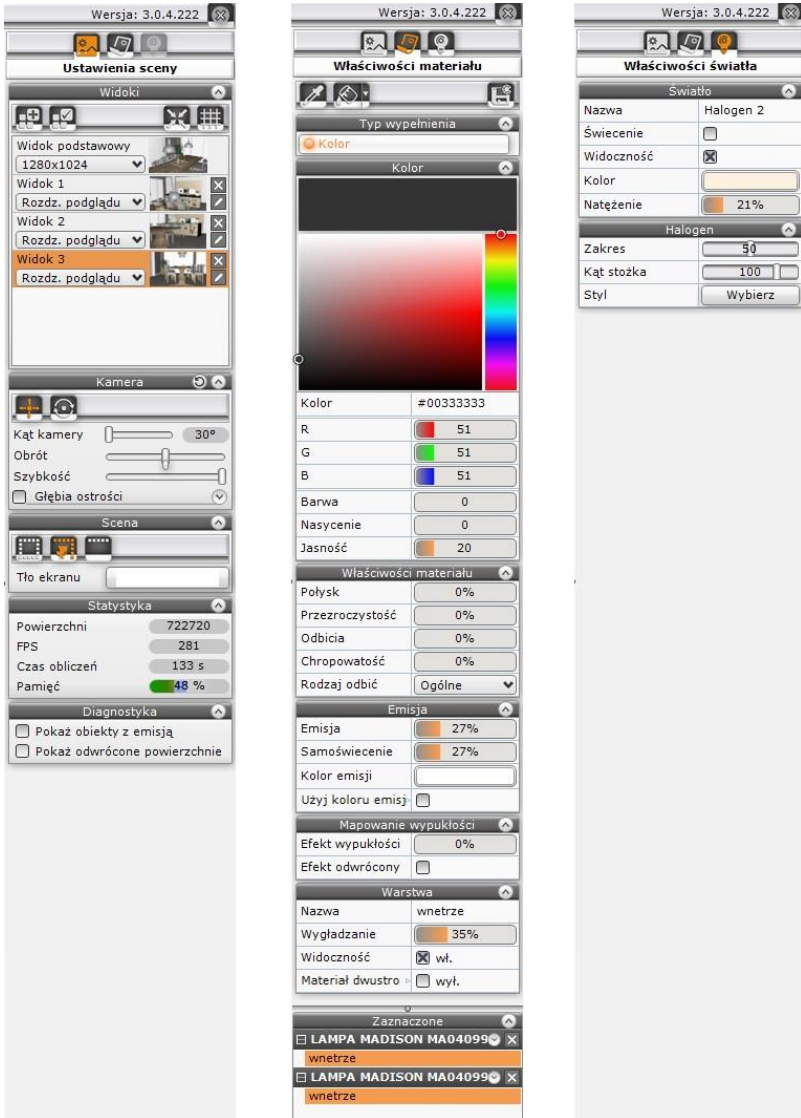 Wersja: 3.0.4.222
Ustawienia sceny
Widoki
Widok podstawowy
1280x1024
Widok 1
Rozdz. podglądu
Widok 2
Rozdz. podglądu
Widok 3
Rozdz. podglądu
Kamera
Kąt kamery 30°
Obrót
Szybkość
Głębia ostrości
Scena
Tło ekranu
Statystyka
Powierzchni 722720
FPS 281
Czas obliczeń 133 s
Pamięć 48 %
Diagnostyka
Pokaż obiekty z emisją
Pokaż odwrócone powierzchnie
Wersja: 3.0.4.222
Właściwości materiału
Typ wypełnienia
Kolor
Kolor
Kolor #00333333
R 51
G 51
B 51
Barwa 0
Nasycenie 0
Jasność 20
Właściwości materiału
Połysk 0%
Przezroczystość 0%
Odbicia 0%
Chropowatość 0%
Rodzaj odbić Ogólne
Emisja
Emisja 27%
Samoświecenie 27%
Kolor emisji
Użyj koloru emisj
Mapowanie wypukłości
Efekt wypukłości 0%
Efekt odwrócony
Warstwa
Nazwa wnetrze
Wygładzanie 35%
Widoczność wł.
Materiał dwustro wył.
Zaznaczone
LAMPA MADISON MA04099
wnetrze
LAMPA MADISON MA04099
wnetrze
Wersja: 3.0.4.222
Właściwości światła
Światło
Nazwa Halogen 2
Świecenie
Widoczność
Kolor
Natężenie 21%
Halogen
Zakres 50
Kąt stożka 100
Styl Wybierz